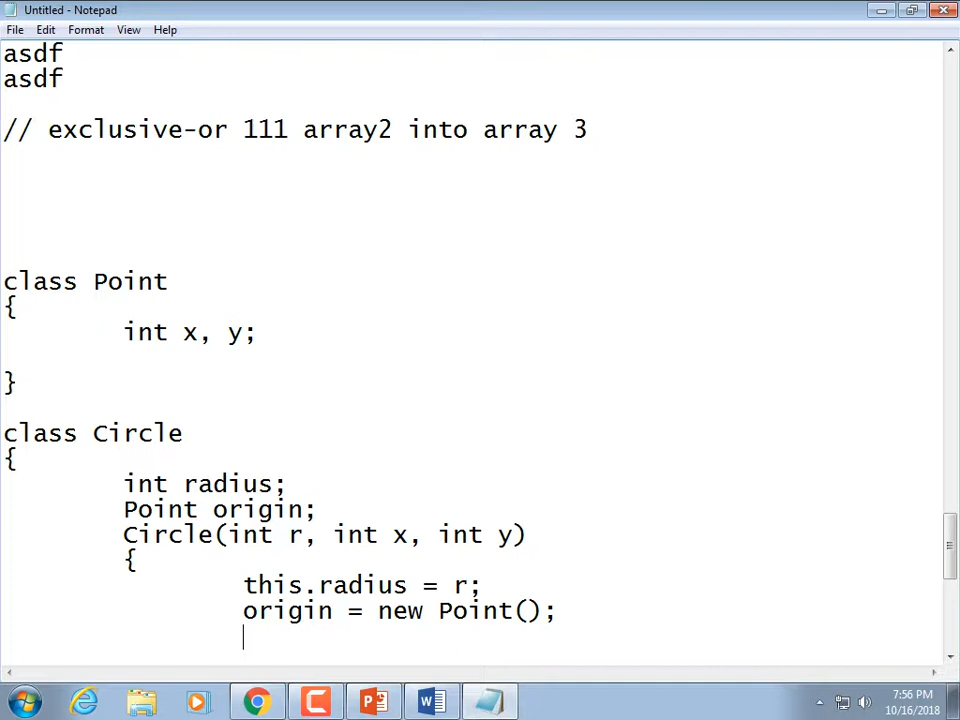 Untitled - Notepad
File Edit Format View Help
asdf
asdf
// exclusive-or 111 array2 into array 3
class Point
{
int x, y;
}
class Circle
{
int radius;
Point origin;
Circle(int r, int x, int y)
{
this.radius = r;
origin = new Point();
7:56 PM
10/16/2018